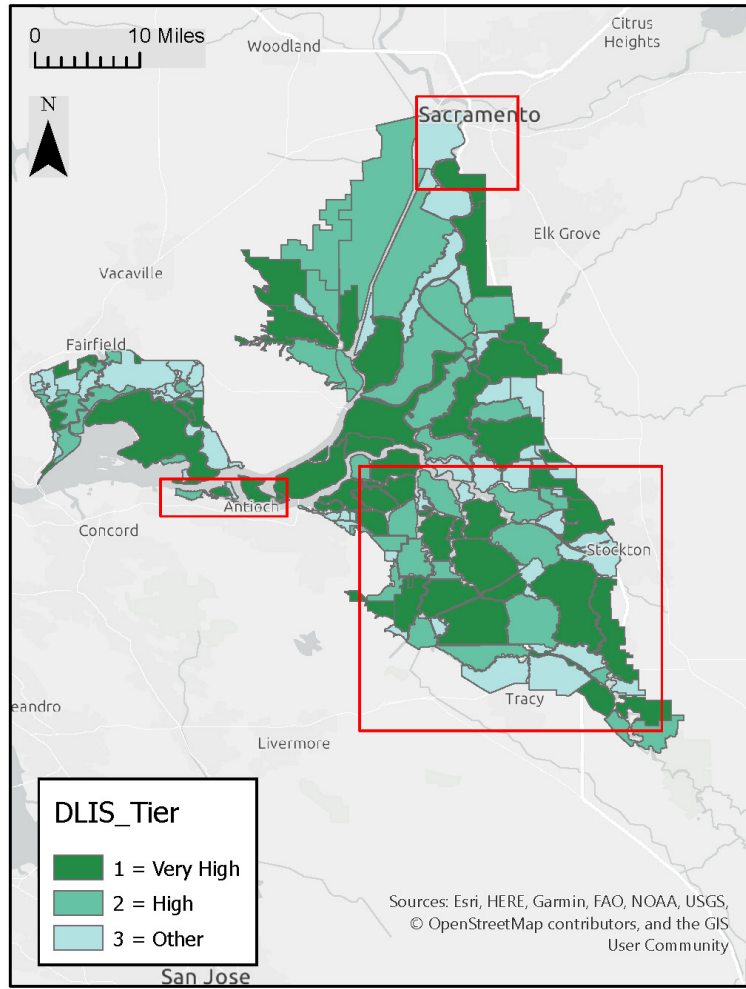 0 10 Miles
Woodland
Citrus
Heights
N
Sacramento
Elk Grove
Vacaville
Fairfield
Antioch
Concord
Stockton
Tracy
eandro
Livermore
DLIS_Tier
1 = Very High
2 = High
3 = Other
Sources: Esri, HERE, Garmin, FAO, NOAA, USGS,
© OpenStreetMap contributors, and the GIS
User Community
San Jose